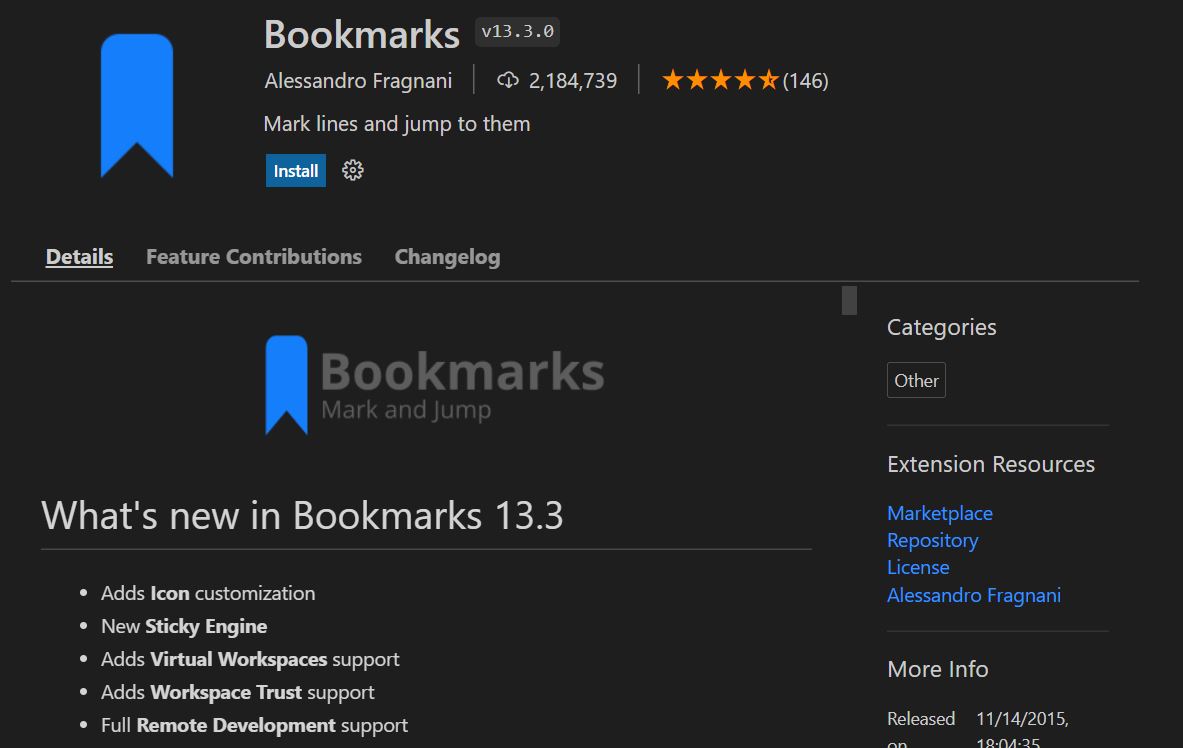 Bookmarks v13.3.0
Alessandro Fragnani 2,184,739 (146)
Mark lines and jump to them
Install
Details Feature Contributions Changelog
Bookmarks
Mark and Jump
What's new in Bookmarks 13.3
Adds Icon customization
New Sticky Engine
Adds Virtual Workspaces support
Adds Workspace Trust support
Full Remote Development support
Categories
Other
Extension Resources
Marketplace
Repository
License
Alessandro Fragnani
More Info
Released 11/14/2015,
on 18:04:35